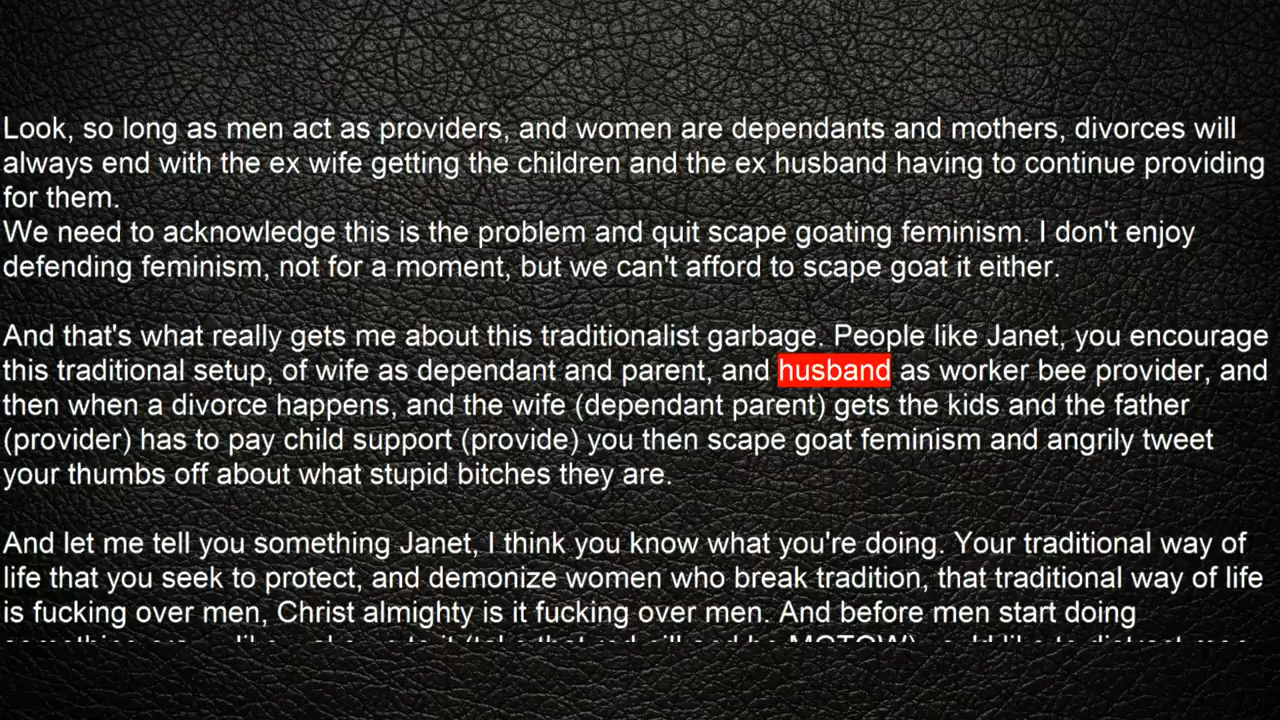 Look, so long as men act as providers, and women are dependants and mothers, divorces will
always end with the ex wife getting the children and the ex husband having to continue providing
for them.
We need to acknowledge this is the problem and quit scape goating feminism. I don't enjoy
defending feminism, not for a moment, but we can't afford to scape goat it either.
And that's what really gets me about this traditionalist garbage. People like Janet, you encourage
this traditional setup, of wife as dependant and parent, and husband as worker bee provider, and
then when a divorce happens, and the wife (dependant parent) gets the kids and the father
(provider) has to pay child support (provide) you then scape goat feminism and angrily tweet
your thumbs off about what stupid bitches they are.
And let me tell you something Janet, I think you know what you're doing. Your traditional way of
life that you seek to protect, and demonize women who break tradition, that traditional way of life
is fucking over men, Christ almighty is it fucking over men. And before men start doing